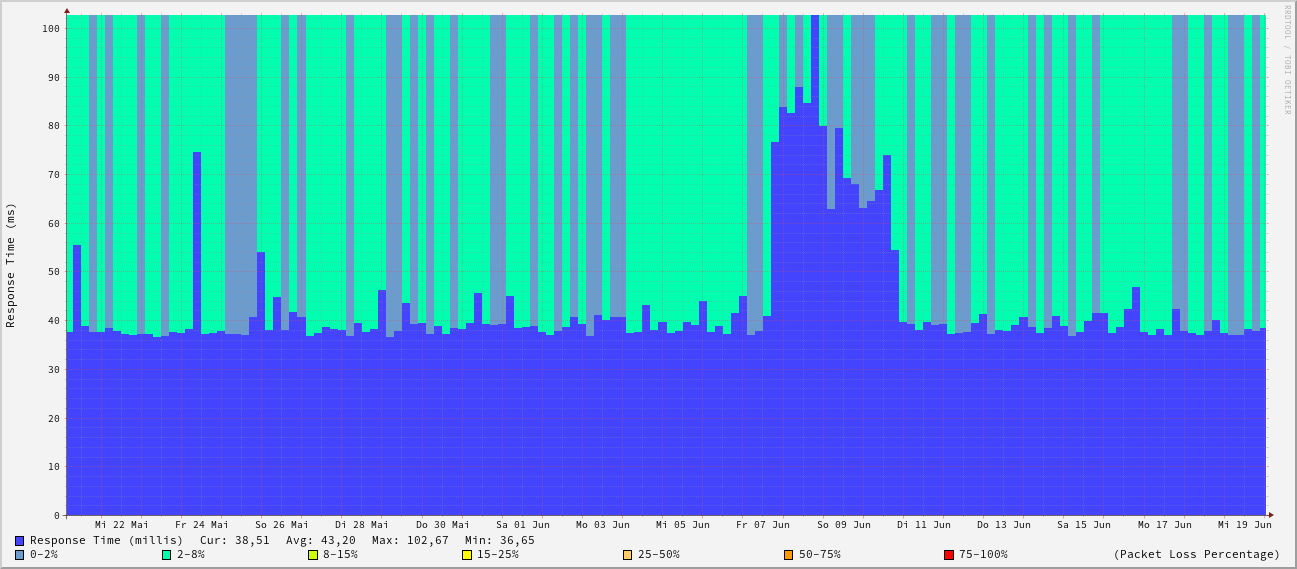 RRDTOOL / TOBI OETIKER
Response Time (ms)
100
90
80
70
60
50
40
30
20
10
0
Mi 22 Mai Fr 24 Mai So 26 Mai Di 28 Mai Do 30 Mai Sa 01 Jun Mo 03 Jun Mi 05 Jun Fr 07 Jun So 09 Jun Di 11 Jun Do 13 Jun Sa 15 Jun Mo 17 Jun Mi 19 Jun
Response Time (millis) Cur: 38,51 Avg: 43,20 Max: 102,67 Min: 36,65
0-2% 2-8% 8-15% 15-25% 25-50% 50-75% 75-100% (Packet Loss Percentage)